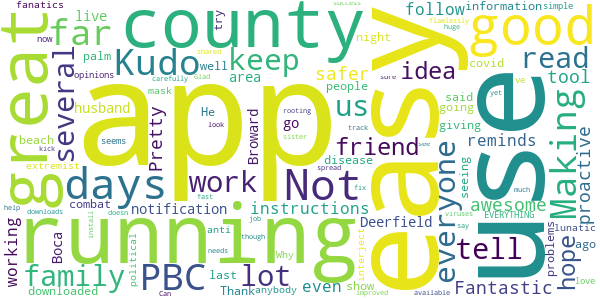 app
easy
use
running
county
great
good
far
Kudo
keep
us
Not
days
work
PBC
lot
family
friend
idea
read
tell
hope
Making
everyone
Fantastic
awesome
several
husband
Pretty
Broward
safer
follow
tool
proactive
reminds
instructions
notification
Deerfield
working
Boca
downloaded
political
extremist
combat
beach
palm
live
fanatics
now
opinions
seems
mask
carefully
Glad
shared
well
area
try
night
people
covid
information
simple
success
flawlessly
huge
said
going
giving
seeing
sure
ve
yet
He
go
rooting
look
sister
disease
spread
track
see
fix
much
EVERYTHING
viruses
say
interject
lunatic
ago
problems
love
available
improved
show
even
anybody
Thank
last
anti
fast
job
needs
though
Why
Can
doesn
install
kick
downloads
help